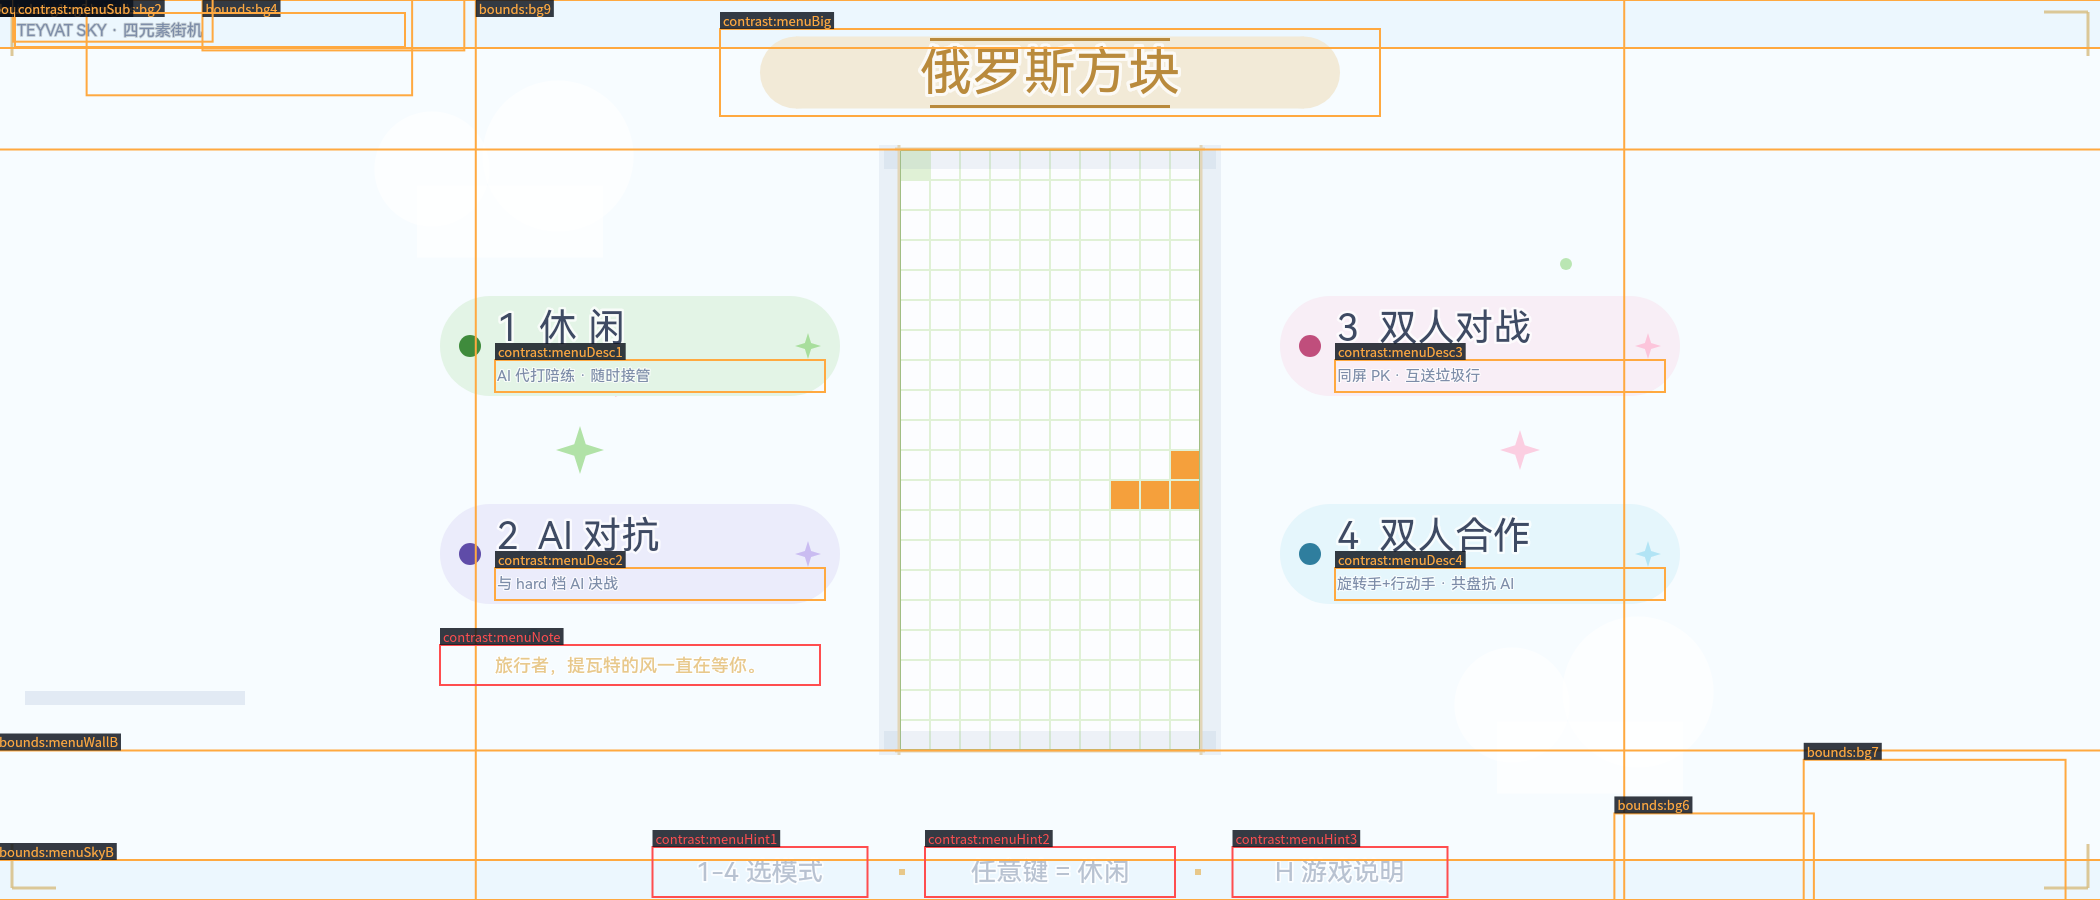 bou
contrast:menuSub
:bg2
bounds:bg4
bounds:bg9
TEYVAT SKY · 四元素街机
contrast:menuBig
俄罗斯方块
1 休 闲
contrast:menuDesc1
AI 代打陪练 · 随时接管
3 双人对战
contrast:menuDesc3
同屏 PK · 互送垃圾行
2 AI 对抗
contrast:menuDesc2
与 hard 档 AI 决战
4 双人合作
contrast:menuDesc4
旋转手+行动手 · 共盘抗 AI
contrast:menuNote
旅行者，提瓦特的风一直在等你。
bounds:menuWallB
bounds:bg7
bounds:bg6
contrast:menuHint1
contrast:menuHint2
contrast:menuHint3
bounds:menuSkyB
1-4 选模式 · 任意键 = 休闲 · H 游戏说明